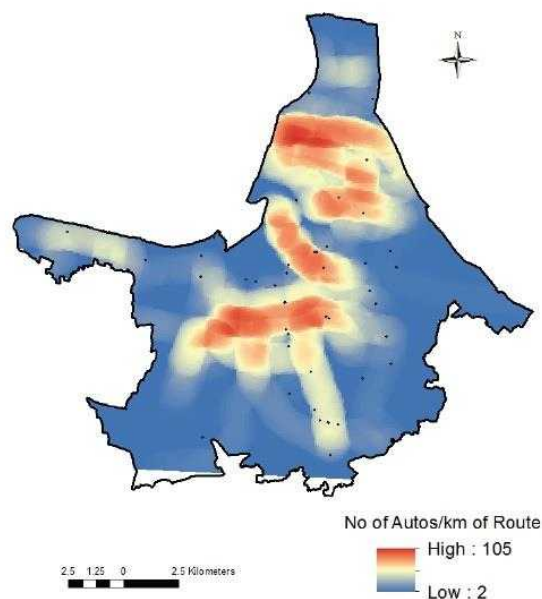 N
No of Autos/km of Route
High : 105
Low : 2
2.5 1.25 0 2.5 Kilometers